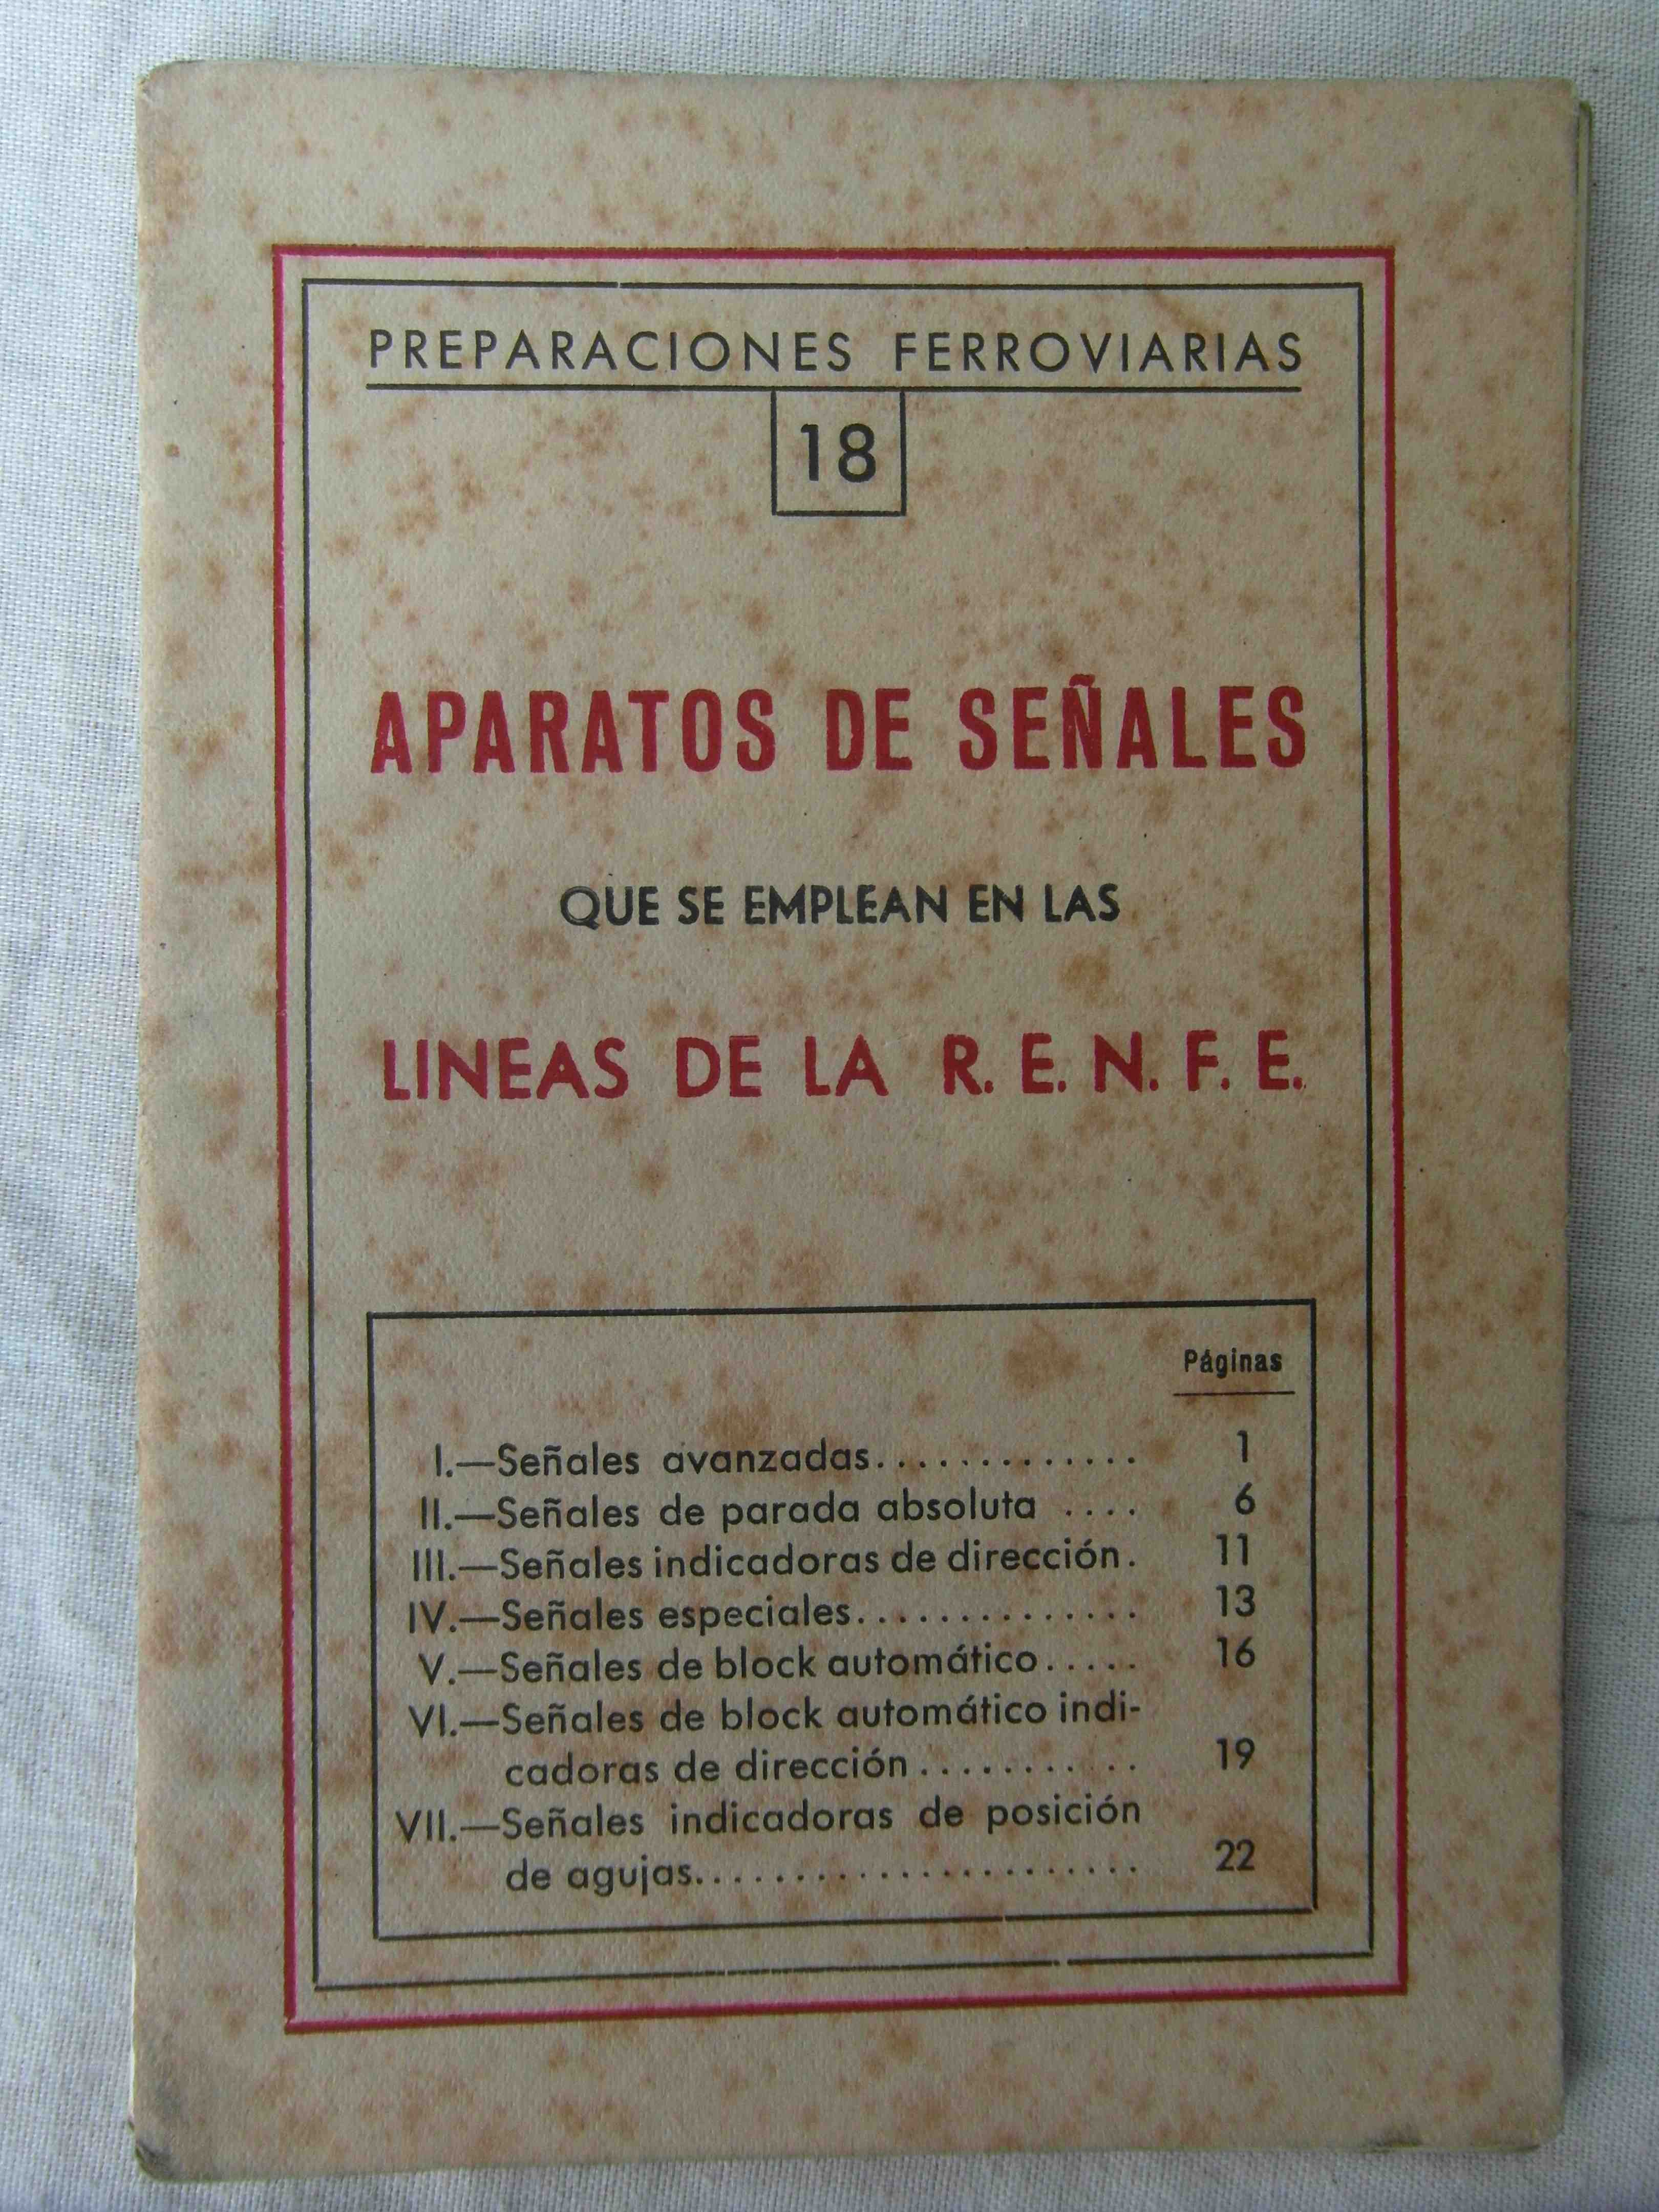 PREPARACIONES FERROVIARIAS
18
APARATOS DE SEÑALES
QUE SE EMPLEAN EN LAS
LINEAS DE LA R. E. N. F. E.
Páginas
I.—Señales avanzadas............. 1
II.—Señales de parada absoluta .... 6
III.—Señales indicadoras de dirección. 11
IV.—Señales especiales.............. 13
V.—Señales de block automático..... 16
VI.—Señales de block automático indi-
cadoras de dirección........... 19
VII.—Señales indicadoras de posición
de agujas...................... 22